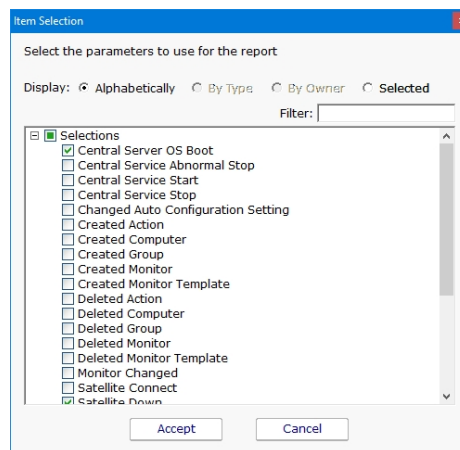 Item Selection
Select the parameters to use for the report
Display: Alphabetically By Type By Owner Selected
Filter:
Selections
Central Server OS Boot
Central Service Abnormal Stop
Central Service Start
Central Service Stop
Changed Auto Configuration Setting
Created Action
Created Computer
Created Group
Created Monitor
Created Monitor Template
Deleted Action
Deleted Computer
Deleted Group
Deleted Monitor
Deleted Monitor Template
Monitor Changed
Satellite Connect
Satellite Down
Accept Cancel